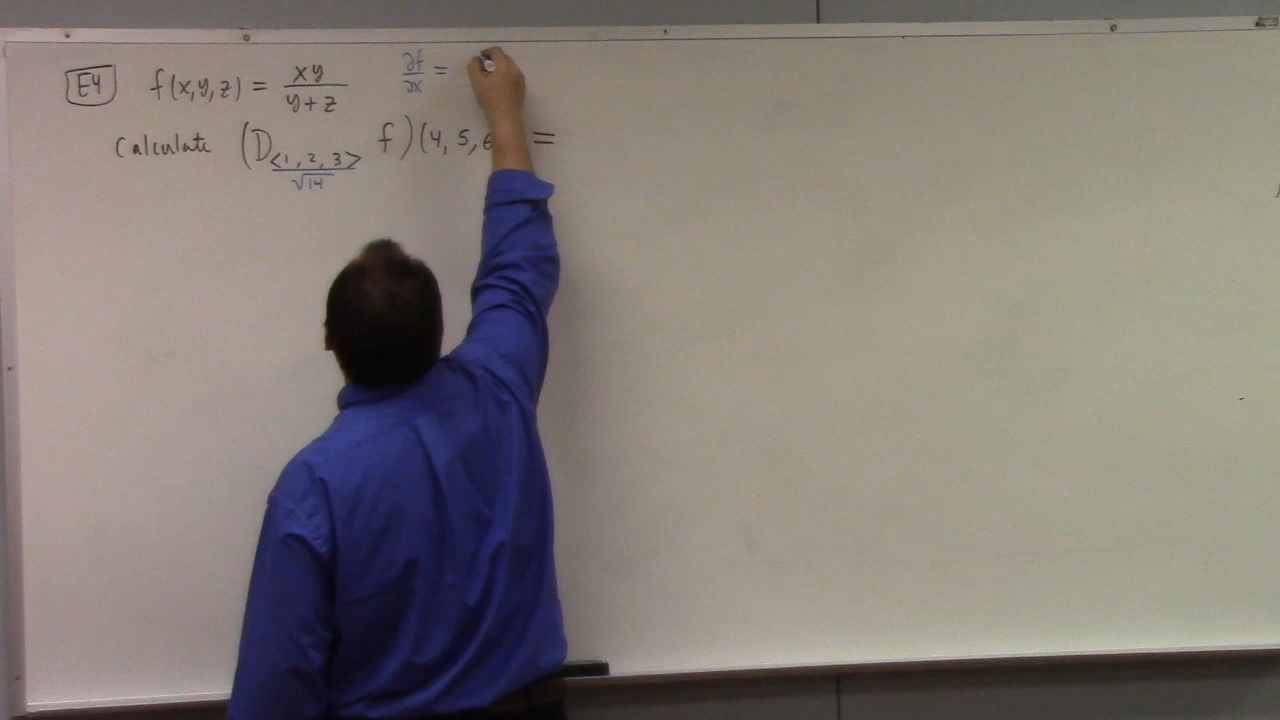 E4 f(x,y,z) = xy/(y+z) ∂f/∂x =
Calculate (D_{<1, 2, 3>/√14} f)(4, 5, 6 =